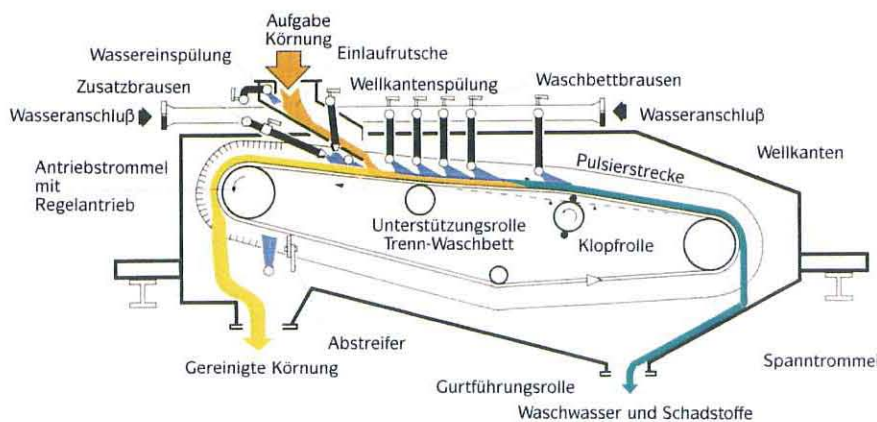 Aufgabe
Körnung
Wassereinspülung
Einlaufrutsche
Zusatzbrausen
Wellkantenspülung
Waschbettbrausen
Wasseranschluß
Wasseranschluß
Wellkanten
Antriebstrommel
mit
Regelantrieb
Pulsierstrecke
Unterstützungsrolle
Trenn-Waschbett
Klopfrolle
Abstreifer
Gereinigte Körnung
Spanntrommel
Gurtführungsrolle
Waschwasser und Schadstoffe